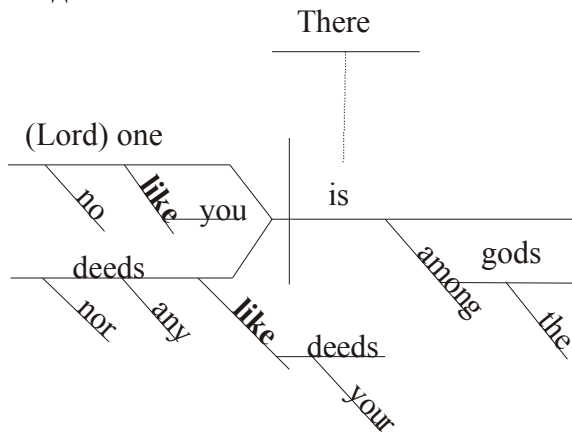 There
(Lord) one
no like you
is
among gods
the
deeds
nor any like deeds
your